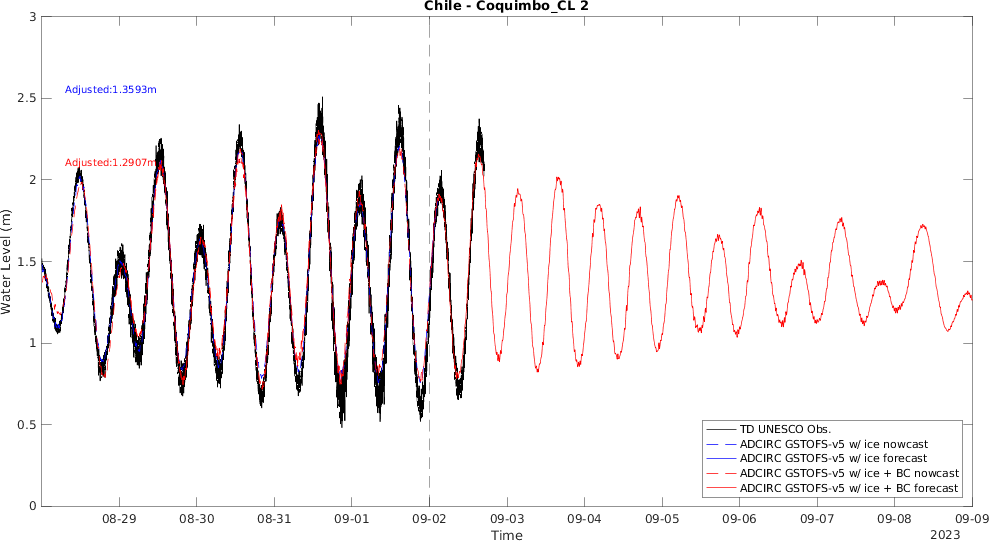 Chile - Coquimbo_CL 2
3
2.5
2
1.5
1
0.5
0
Water Level (m)
Adjusted:1.3593m
Adjusted:1.2907m
TD UNESCO Obs.
ADCIRC GSTOFS-v5 w/ ice nowcast
ADCIRC GSTOFS-v5 w/ ice forecast
ADCIRC GSTOFS-v5 w/ ice + BC nowcast
ADCIRC GSTOFS-v5 w/ ice + BC forecast
08-29 08-30 08-31 09-01 09-02 09-03 09-04 09-05 09-06 09-07 09-08 09-09
Time
2023